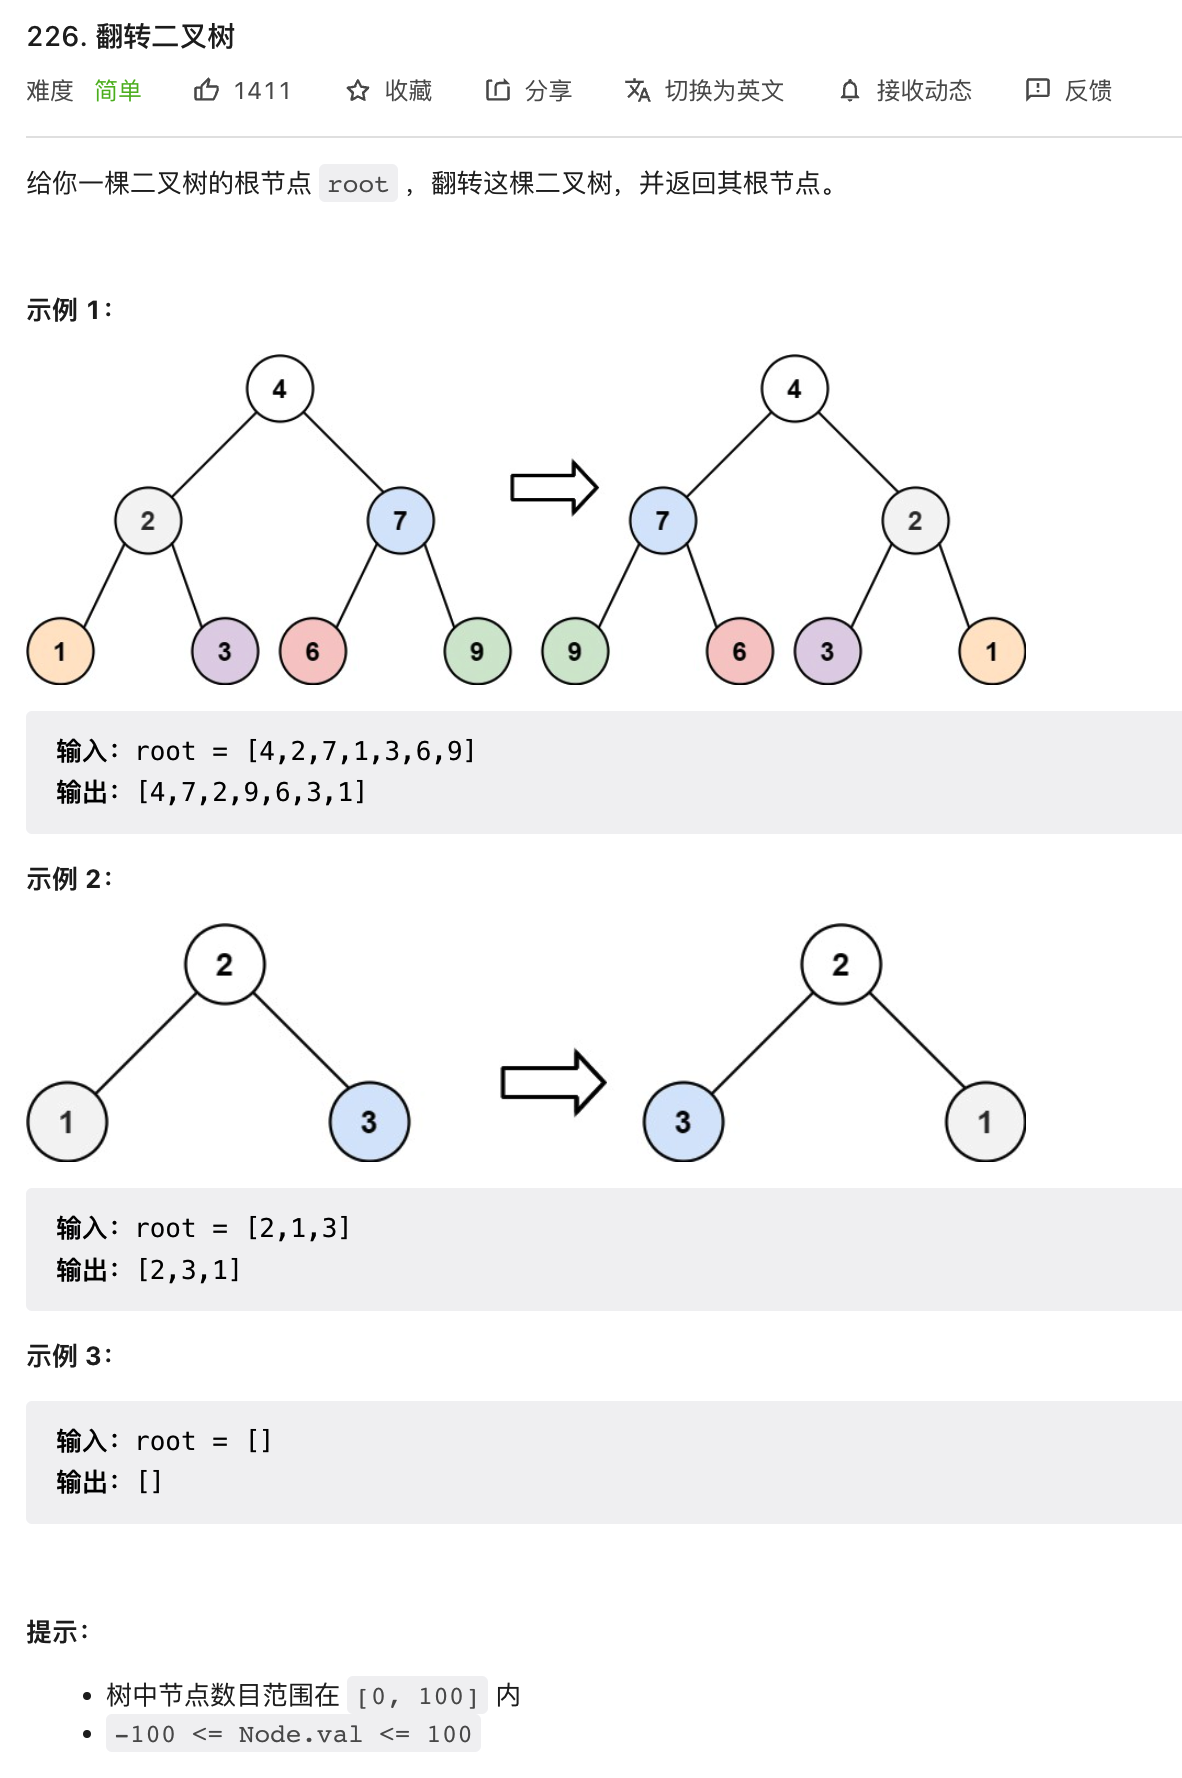 226. 翻转二叉树
难度 简单 1411 收藏 分享 切换为英文 接收动态 反馈
给你一棵二叉树的根节点 root ，翻转这棵二叉树，并返回其根节点。
示例 1：
4 4
2 7 7 2
1 3 6 9 9 6 3 1
输入：root = [4,2,7,1,3,6,9]
输出：[4,7,2,9,6,3,1]
示例 2：
2 2
1 3 3 1
输入：root = [2,1,3]
输出：[2,3,1]
示例 3：
输入：root = []
输出：[]
提示：
• 树中节点数目范围在 [0, 100] 内
• -100 <= Node.val <= 100